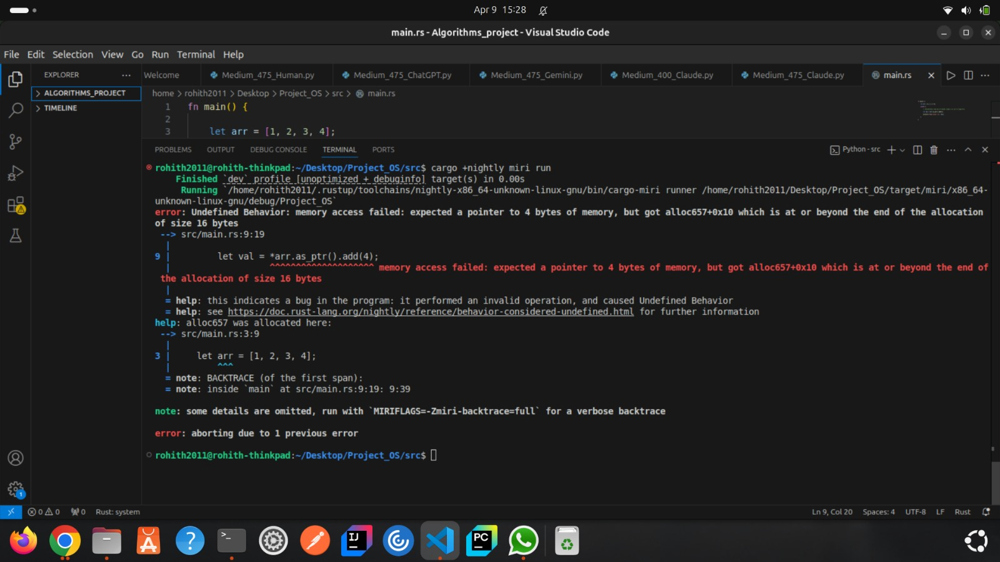 Apr 9 15:28
main.rs - Algorithms_project - Visual Studio Code
File Edit Selection View Go Run Terminal Help
EXPLORER
Welcome Medium_475_Human.py Medium_475_ChatGPT.py Medium_475_Gemini.py Medium_400_Claude.py Medium_475_Claude.py main.rs
ALGORITHMS_PROJECT
TIMELINE
home > rohith2011 > Desktop > Project_OS > src > main.rs
1 fn main() {
2
3 let arr = [1, 2, 3, 4];
PROBLEMS OUTPUT DEBUG CONSOLE TERMINAL PORTS
Python - src
rohith2011@rohith-thinkpad:~/Desktop/Project_OS/src$ cargo +nightly miri run
Finished `dev` profile [unoptimized + debuginfo] target(s) in 0.00s
Running `/home/rohith2011/.rustup/toolchains/nightly-x86_64-unknown-linux-gnu/bin/cargo-miri runner /home/rohith2011/Desktop/Project_OS/target/miri/x86_64-
unknown-linux-gnu/debug/Project_OS`
error: Undefined Behavior: memory access failed: expected a pointer to 4 bytes of memory, but got alloc657+0x10 which is at or beyond the end of the allocation
of size 16 bytes
--> src/main.rs:9:19
|
9 | let val = *arr.as_ptr().add(4);
| ^^^^^^^^^^^^^^^^^^^^ memory access failed: expected a pointer to 4 bytes of memory, but got alloc657+0x10 which is at or beyond the end of
the allocation of size 16 bytes
|
= help: this indicates a bug in the program: it performed an invalid operation, and caused Undefined Behavior
= help: see https://doc.rust-lang.org/nightly/reference/behavior-considered-undefined.html for further information
help: alloc657 was allocated here:
--> src/main.rs:3:9
|
3 | let arr = [1, 2, 3, 4];
| ^^^
= note: BACKTRACE (of the first span):
= note: inside `main` at src/main.rs:9:19: 9:39
note: some details are omitted, run with `MIRIFLAGS=-Zmiri-backtrace=full` for a verbose backtrace
error: aborting due to 1 previous error
rohith2011@rohith-thinkpad:~/Desktop/Project_OS/src$
1
0 0 0 Rust: system Ln 9, Col 20 Spaces: 4 UTF-8 LF Rust
>_ IJ PC